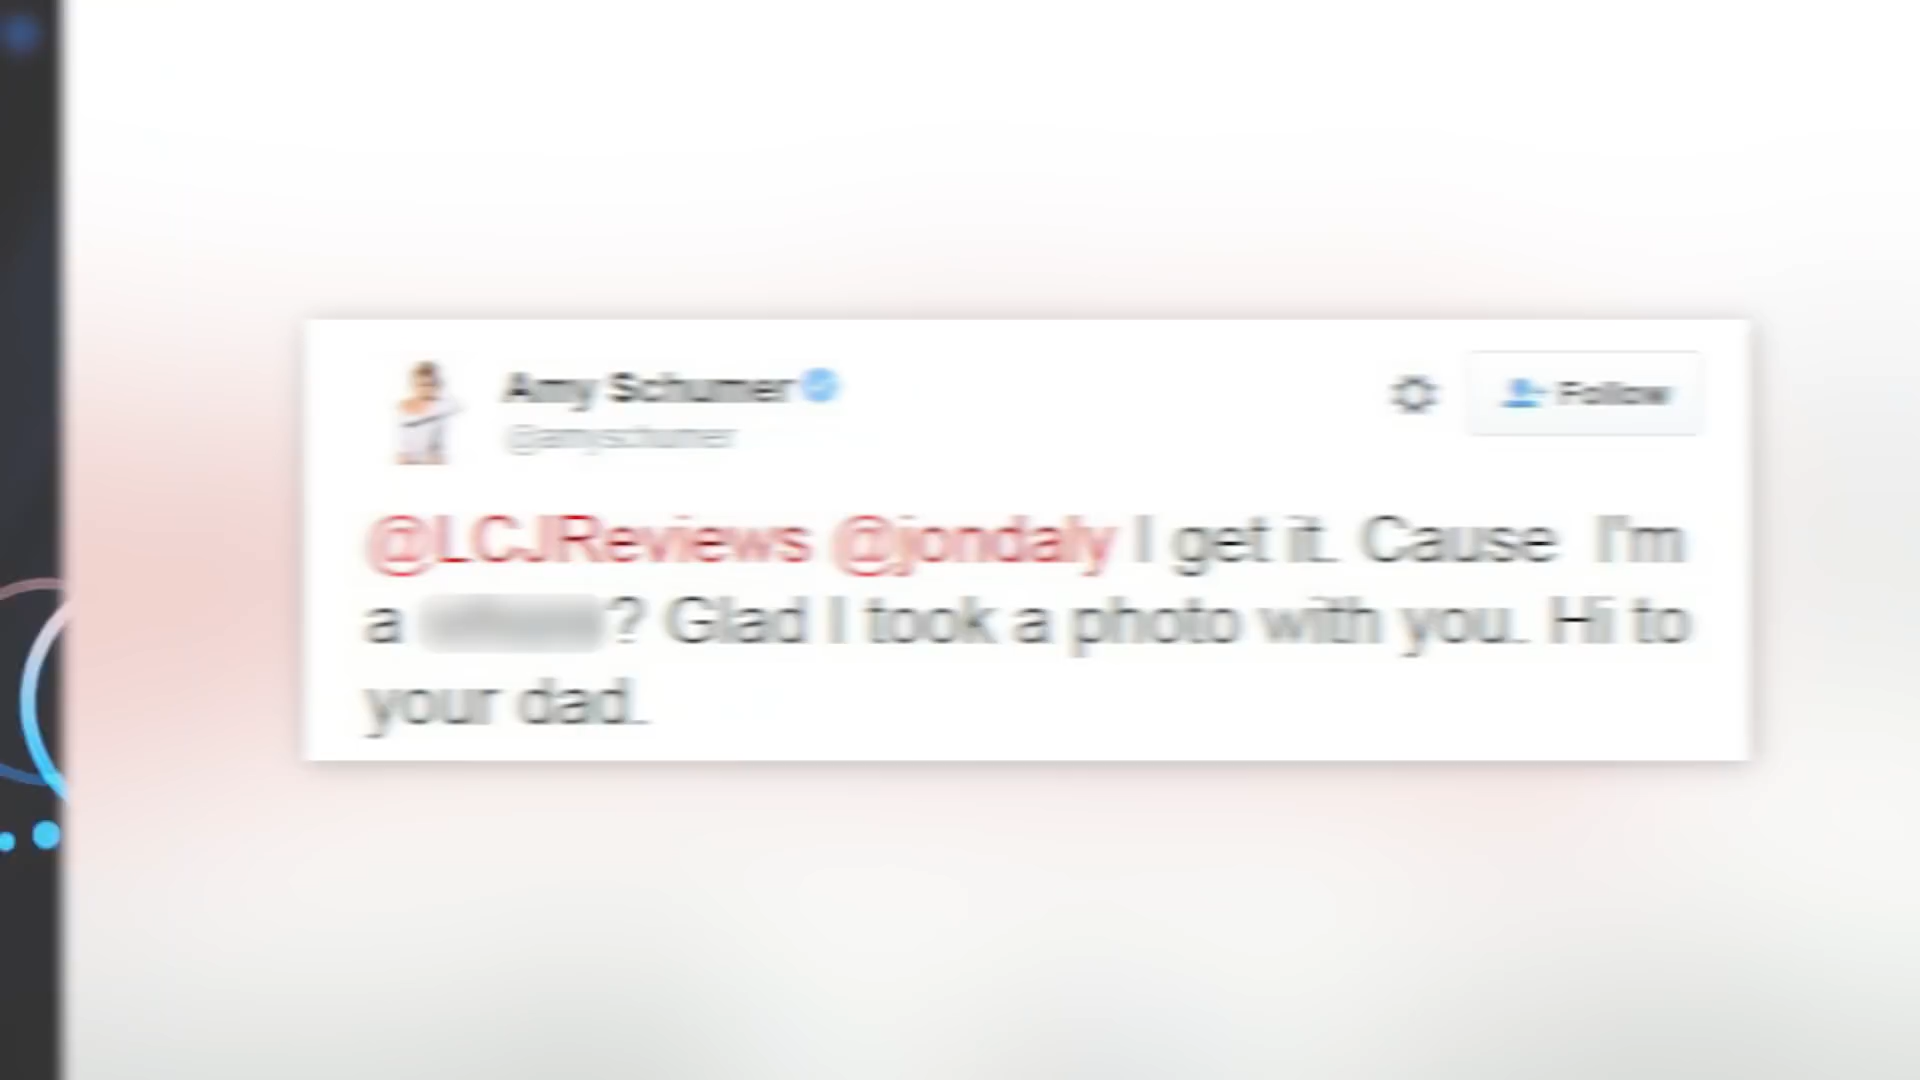 Amy Schumer
@amyschumer
Follow
@LCJReviews @jondaly I get it. Cause I'm
a ? Glad I took a photo with you. Hi to
your dad.